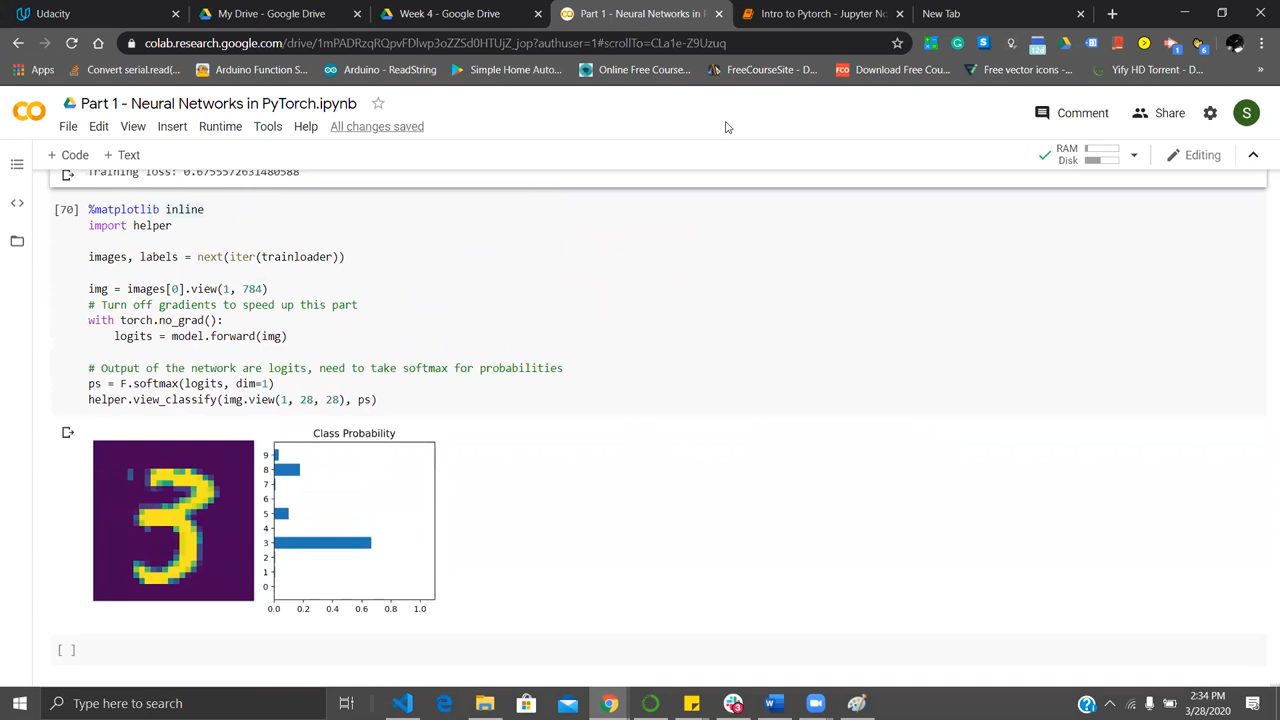 Udacity
My Drive - Google Drive
Week 4 - Google Drive
Part 1 - Neural Networks in P
Intro to Pytorch - Jupyter No
New Tab
colab.research.google.com/drive/1mPADRzqRQpvFDlwp3oZZSd0HTUjZ_jop?authuser=1#scrollTo=CLa1e-Z9Uzuq
Apps
Convert serial.read(...
Arduino Function S...
Arduino - ReadString
Simple Home Auto...
Online Free Course...
FreeCourseSite - D...
Download Free Cou...
Free vector icons -...
Yify HD Torrent - D...
Part 1 - Neural Networks in PyTorch.ipynb
Comment
Share
S
File Edit View Insert Runtime Tools Help All changes saved
+ Code + Text
RAM
Disk
Editing
Training loss: 0.6755572631480588
[70] %matplotlib inline
import helper
images, labels = next(iter(trainloader))
img = images[0].view(1, 784)
# Turn off gradients to speed up this part
with torch.no_grad():
logits = model.forward(img)
# Output of the network are logits, need to take softmax for probabilities
ps = F.softmax(logits, dim=1)
helper.view_classify(img.view(1, 28, 28), ps)
Class Probability
9
8
7
6
5
4
3
2
1
0
0.0 0.2 0.4 0.6 0.8 1.0
3
[ ]
Type here to search
2:34 PM
3/28/2020